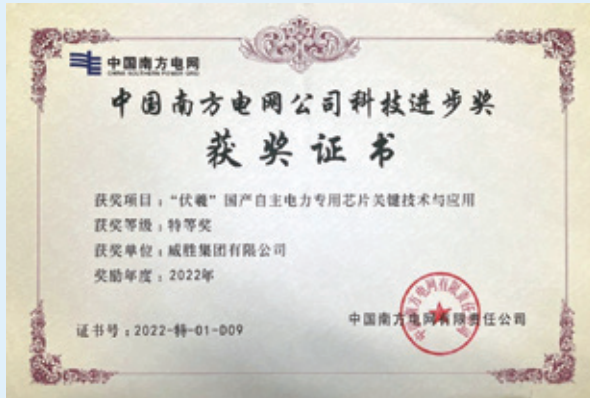 中国南方电网
CHINA SOUTHERN POWER GRID
中国南方电网公司科技进步奖
获奖证书
获奖项目：“伏羲”国产自主电力专用芯片关键技术与应用
获奖等级：特等奖
获奖单位：威胜集团有限公司
奖励年度：2022年
中国南方电网有限责任公司
证书号：2022-特-01-D09